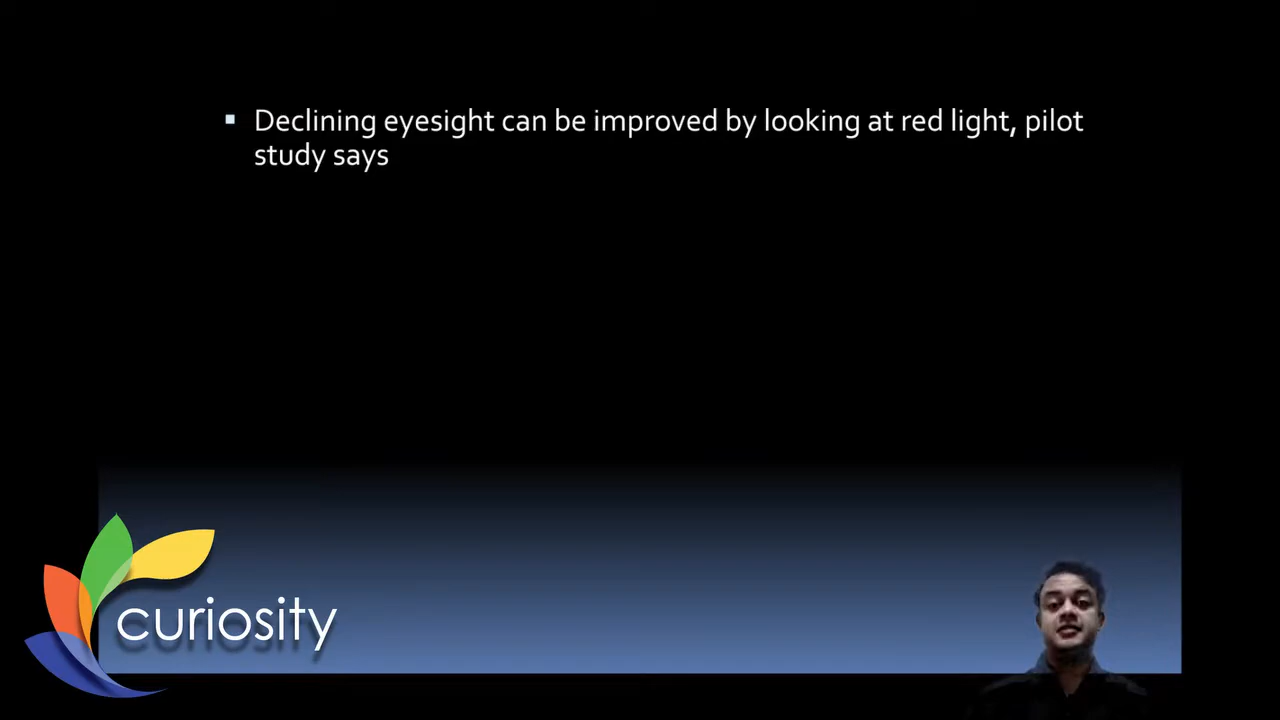 Declining eyesight can be improved by looking at red light, pilot
study says
curiosity